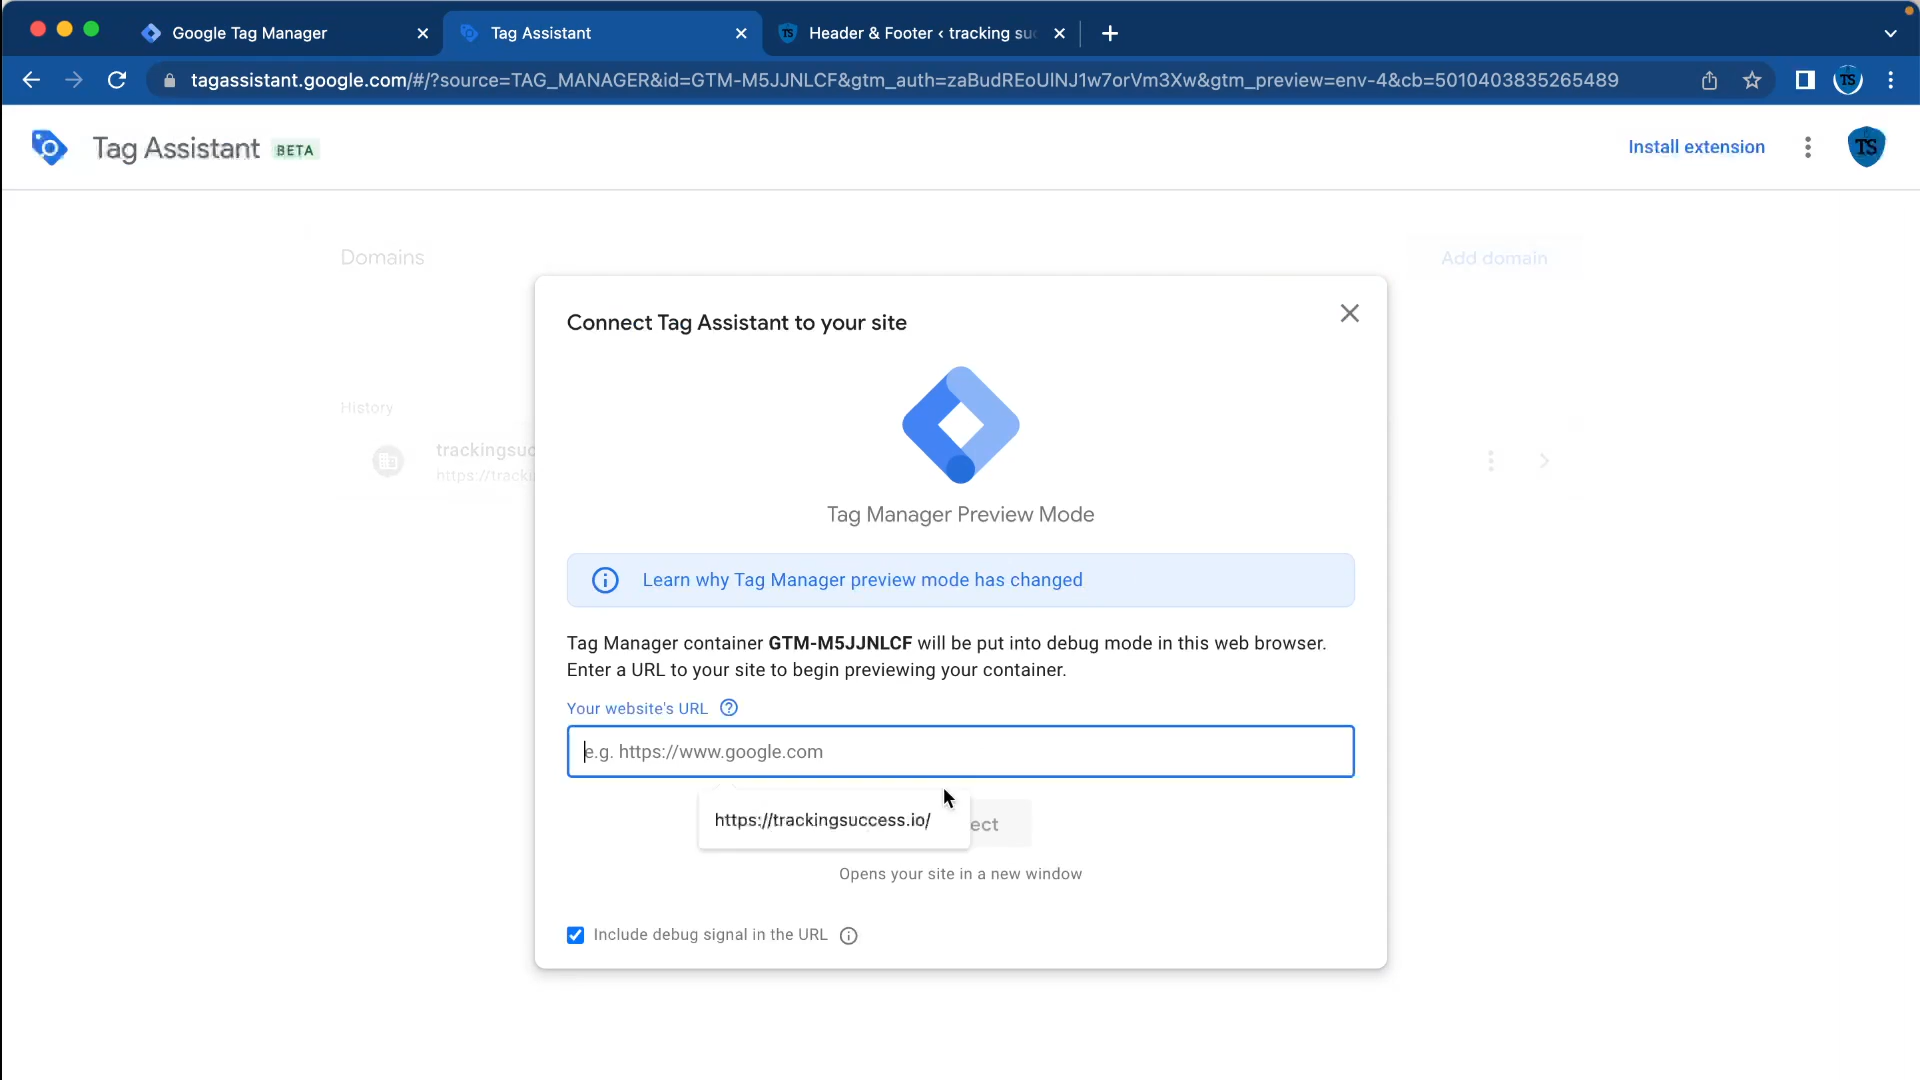 Google Tag Manager
Tag Assistant
Header & Footer ‹ tracking su
tagassistant.google.com/#/?source=TAG_MANAGER&id=GTM-M5JJNLCF&gtm_auth=zaBudREoUlNJ1w7orVm3Xw&gtm_preview=env-4&cb=5010403835265489
TS
Tag Assistant BETA
Install extension
TS
Domains
Add domain
Connect Tag Assistant to your site
History
trackingsuc
https://tracki
Tag Manager Preview Mode
Learn why Tag Manager preview mode has changed
Tag Manager container GTM-M5JJNLCF will be put into debug mode in this web browser.
Enter a URL to your site to begin previewing your container.
Your website's URL
e.g. https://www.google.com
https://trackingsuccess.io/
ect
Opens your site in a new window
Include debug signal in the URL